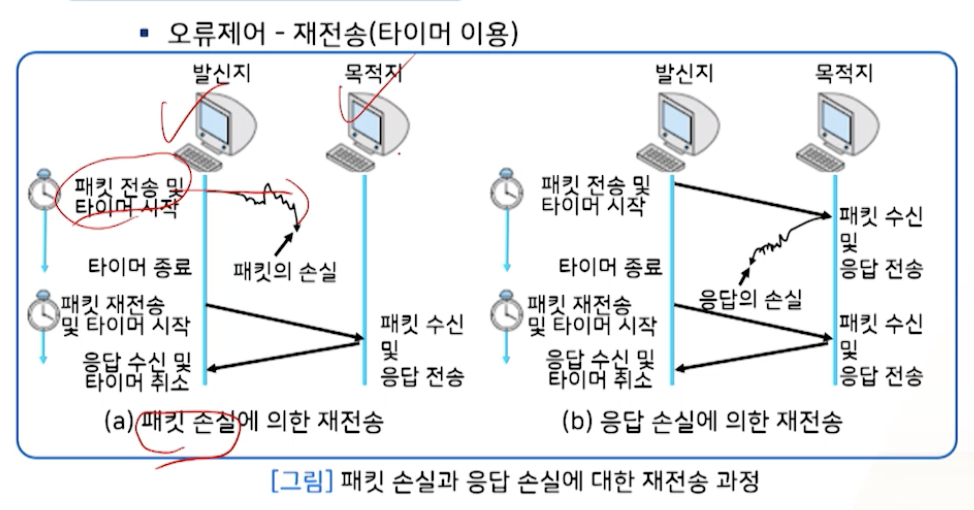 ▪ 오류제어 - 재전송(타이머 이용)
발신지
목적지
패킷 전송 및
타이머 시작
패킷의 손실
타이머 종료
패킷 재전송
및 타이머 시작
패킷 수신
및
응답 전송
응답 수신 및
타이머 취소
(a) 패킷 손실에 의한 재전송
발신지
목적지
패킷 전송 및
타이머 시작
패킷 수신
및
응답 전송
타이머 종료
응답의 손실
패킷 재전송
및 타이머 시작
패킷 수신
및
응답 전송
응답 수신 및
타이머 취소
(b) 응답 손실에 의한 재전송
[그림] 패킷 손실과 응답 손실에 대한 재전송 과정